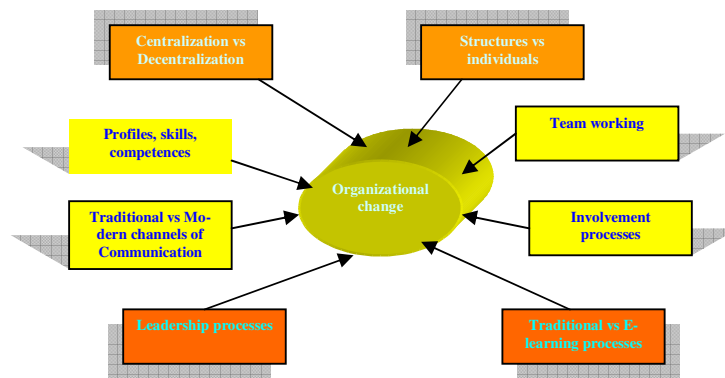 Centralization vs
Decentralization
Structures vs
individuals
Profiles, skills,
competences
Team working
Organizational
change
Traditional vs Mo-
dern channels of
Communication
Involvement
processes
Leadership processes
Traditional vs E-
learning processes